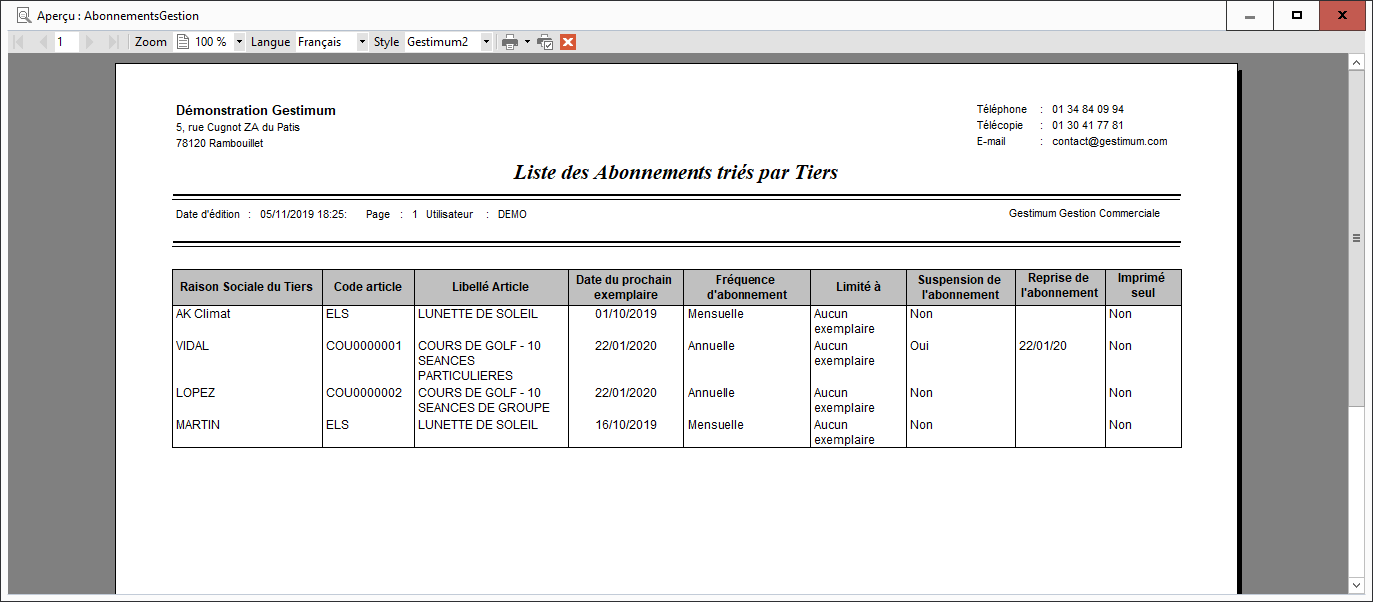 Aperçu : AbonnementsGestion
1 Zoom 100 % Langue Français Style Gestimum2
Démonstration Gestimum
5, rue Cugnot ZA du Patis
78120 Rambouillet
Téléphone : 01 34 84 09 94
Télécopie : 01 30 41 77 81
E-mail : contact@gestimum.com
Liste des Abonnements triés par Tiers
Date d'édition : 05/11/2019 18:25: Page : 1 Utilisateur : DEMO
Gestimum Gestion Commerciale
Raison Sociale du Tiers Code article Libellé Article Date du prochain exemplaire Fréquence d'abonnement Limité à Suspension de l'abonnement Reprise de l'abonnement Imprimé seul
AK Climat ELS LUNETTE DE SOLEIL 01/10/2019 Mensuelle Aucun Non Non
exemplaire
VIDAL COU0000001 COURS DE GOLF - 10 22/01/2020 Annuelle Aucun Oui 22/01/20 Non
SEANCES exemplaire
PARTICULIERES
LOPEZ COU0000002 COURS DE GOLF - 10 22/01/2020 Annuelle Aucun Non Non
SEANCES DE GROUPE exemplaire
MARTIN ELS LUNETTE DE SOLEIL 16/10/2019 Mensuelle Aucun Non Non
exemplaire